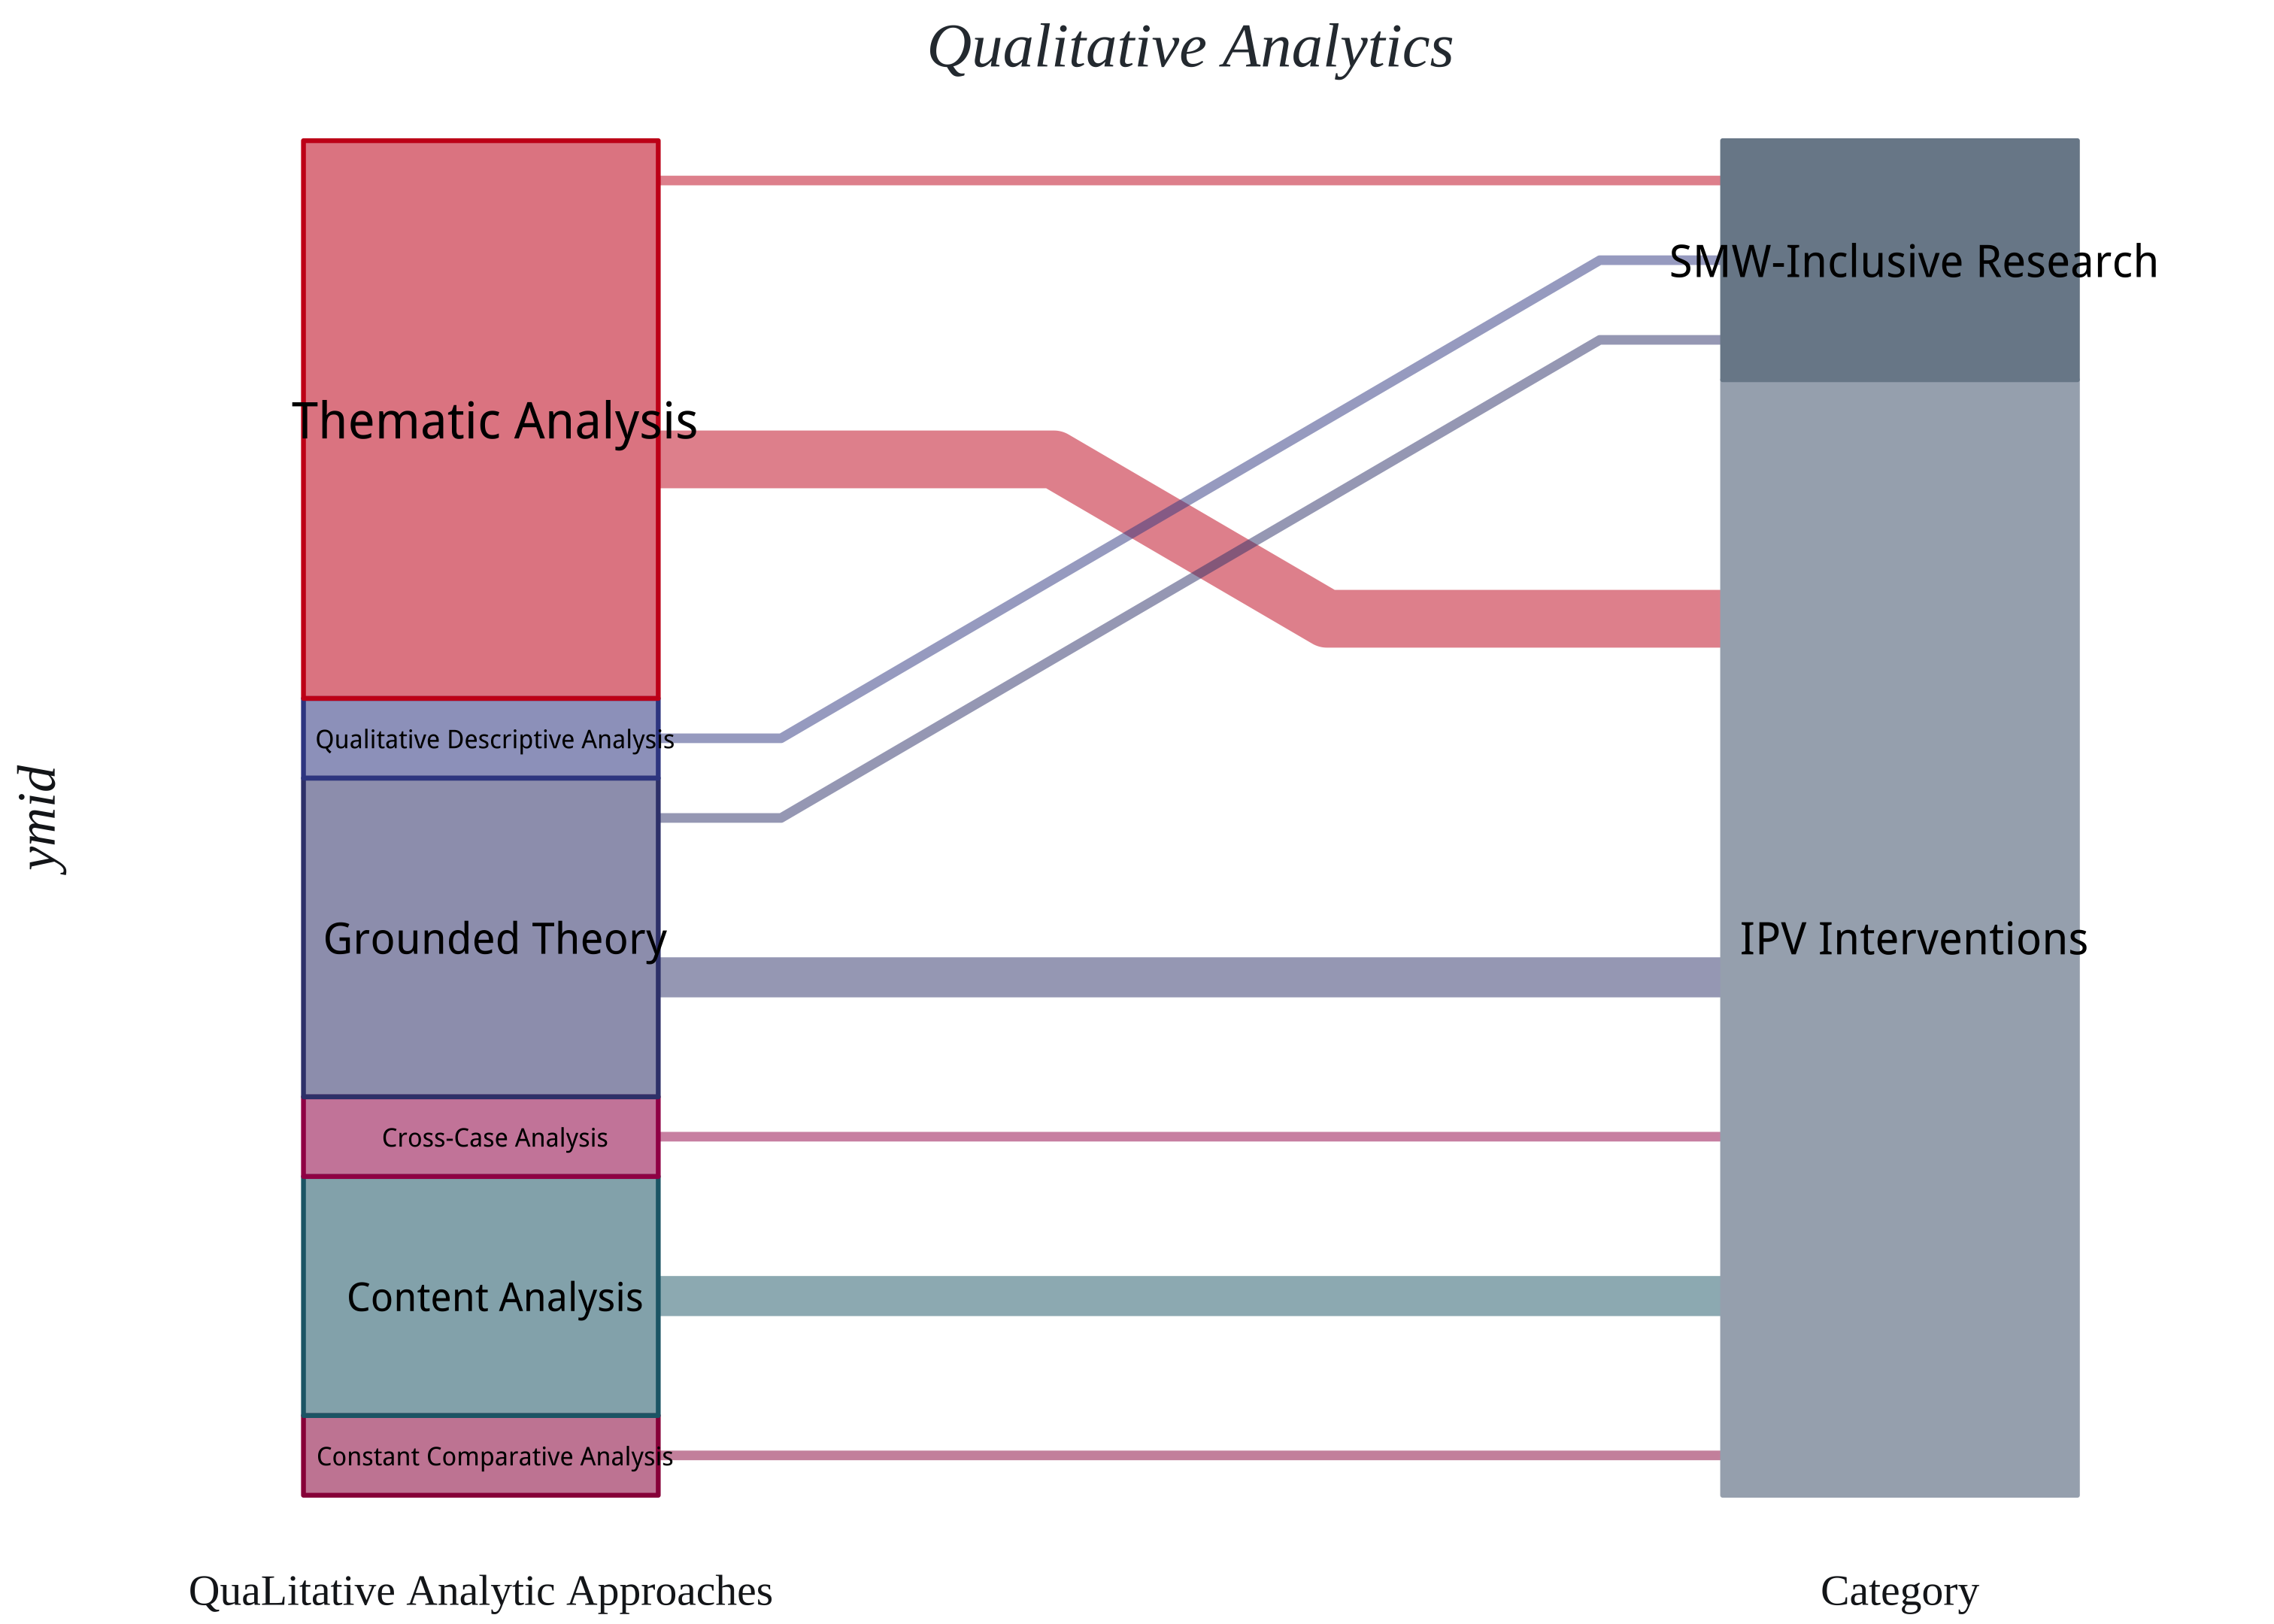 Qualitative Analytics
SMW-Inclusive Research
Thematic Analysis
Qualitative Descriptive Analysis
ymid
Grounded Theory
IPV Interventions
Cross-Case Analysis
Content Analysis
Constant Comparative Analysis
QuaLitative Analytic Approaches
Category